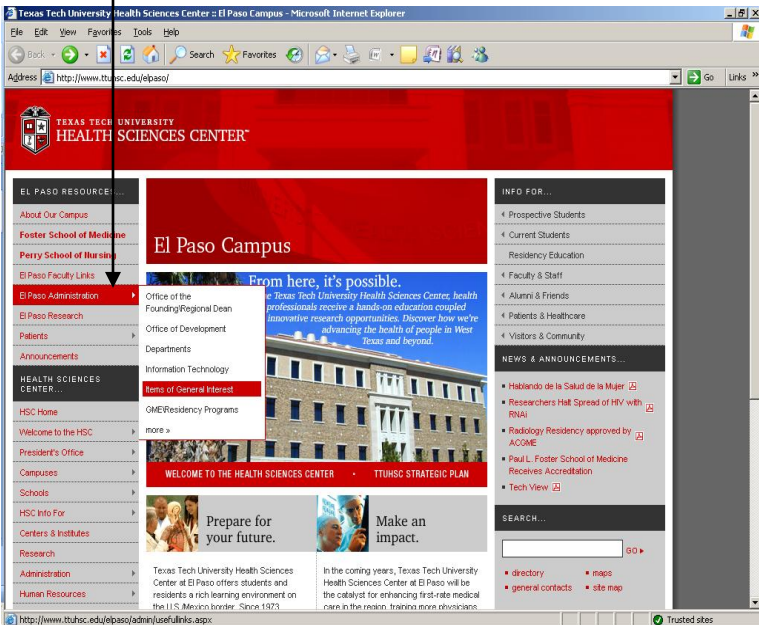 Texas Tech University Health Sciences Center :: El Paso Campus - Microsoft Internet Explorer
File Edit View Favorites Tools Help
Back Search Favorites
Address http://www.ttuhsc.edu/elpaso/ Go Links »
TEXAS TECH UNIVERSITY
HEALTH SCIENCES CENTER™
EL PASO RESOURCES...
About Our Campus
Foster School of Medicine
Perry School of Nursing
El Paso Faculty Links
El Paso Administration
El Paso Research
Patients
Announcements
HEALTH SCIENCES
CENTER...
HSC Home
Welcome to the HSC
President's Office
Campuses
Schools
HSC Info For
Centers & Institutes
Research
Administration
Human Resources
Office of the
Founding\Regional Dean
Office of Development
Departments
Information Technology
Items of General Interest
GME\Residency Programs
more »
El Paso Campus
From here, it's possible.
Texas Tech University Health Sciences Center, health
professionals receive a hands-on education coupled
innovative research opportunities. Discover how we're
advancing the health of people in West
Texas and beyond.
WELCOME TO THE HEALTH SCIENCES CENTER • TTUHSC STRATEGIC PLAN
Prepare for
your future.
Texas Tech University Health Sciences
Center at El Paso offers students and
residents a rich learning environment on
the U.S./Mexico border. Since 1973
Make an
impact.
In the coming years, Texas Tech University
Health Sciences Center at El Paso will be
the catalyst for enhancing first-rate medical
care in the region, training more physicians
INFO FOR...
Prospective Students
Current Students
Residency Education
Faculty & Staff
Alumni & Friends
Patients & Healthcare
Visitors & Community
NEWS & ANNOUNCEMENTS...
Hablando de la Salud de la Mujer
Researchers Halt Spread of HIV with
RNAi
Radiology Residency approved by
ACGME
Paul L. Foster School of Medicine
Receives Accreditation
Tech View
SEARCH...
GO
directory
maps
general contacts
site map
http://www.ttuhsc.edu/elpaso/admin/usefullinks.aspx Trusted sites